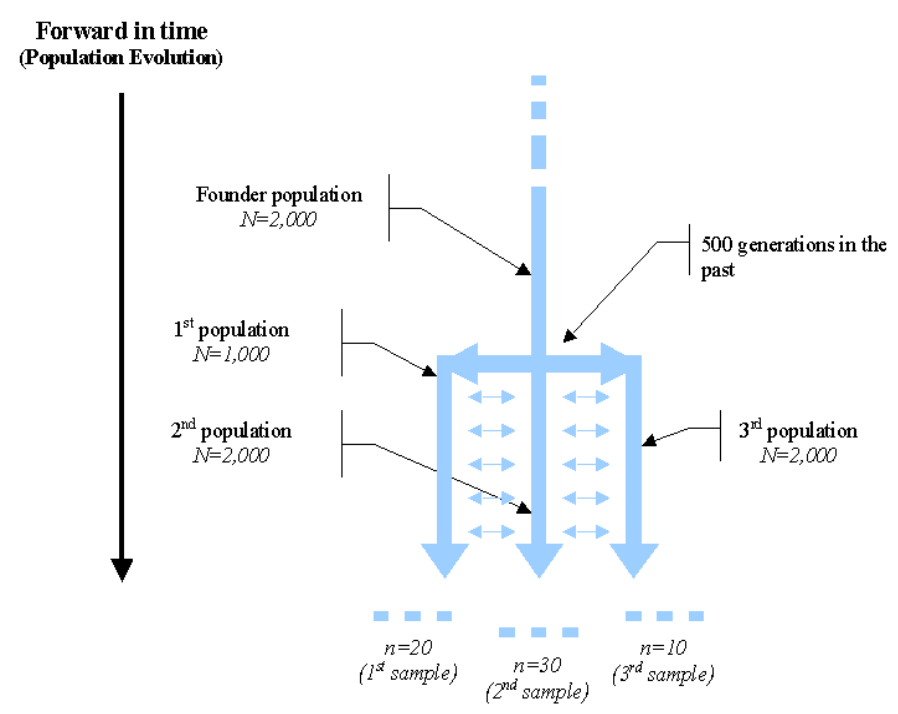 Forward in time
(Population Evolution)
Founder population
N=2,000
500 generations in the
past
1st population
N=1,000
2nd population
N=2,000
3rd population
N=2,000
n=20
(1st sample)
n=30
(2nd sample)
n=10
(3rd sample)